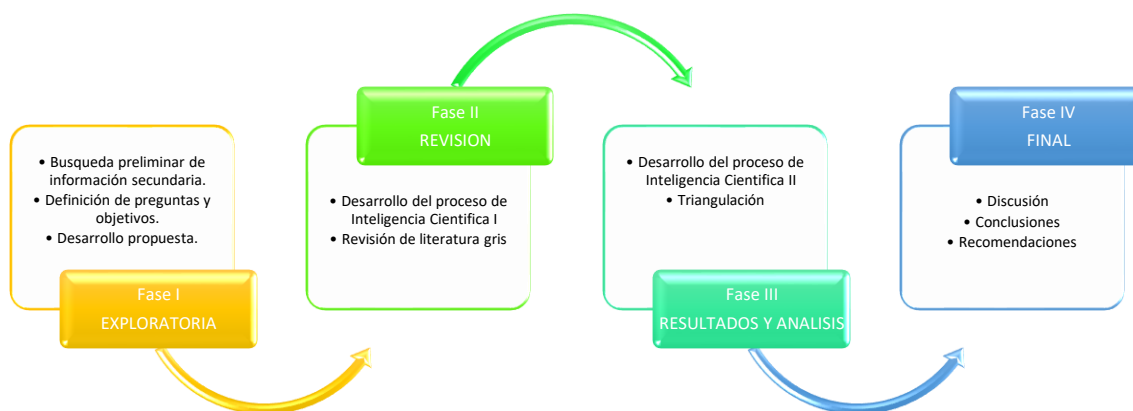 • Busqueda preliminar de
información secundaria.
• Definición de preguntas y
objetivos.
• Desarrollo propuesta.
Fase I
EXPLORATORIA
Fase II
REVISION
• Desarrollo del proceso de
Inteligencia Cientifica I
• Revisión de literatura gris
• Desarrollo del proceso de
Inteligencia Cientifica II
• Triangulación
Fase III
RESULTADOS Y ANALISIS
Fase IV
FINAL
• Discusión
• Conclusiones
• Recomendaciones